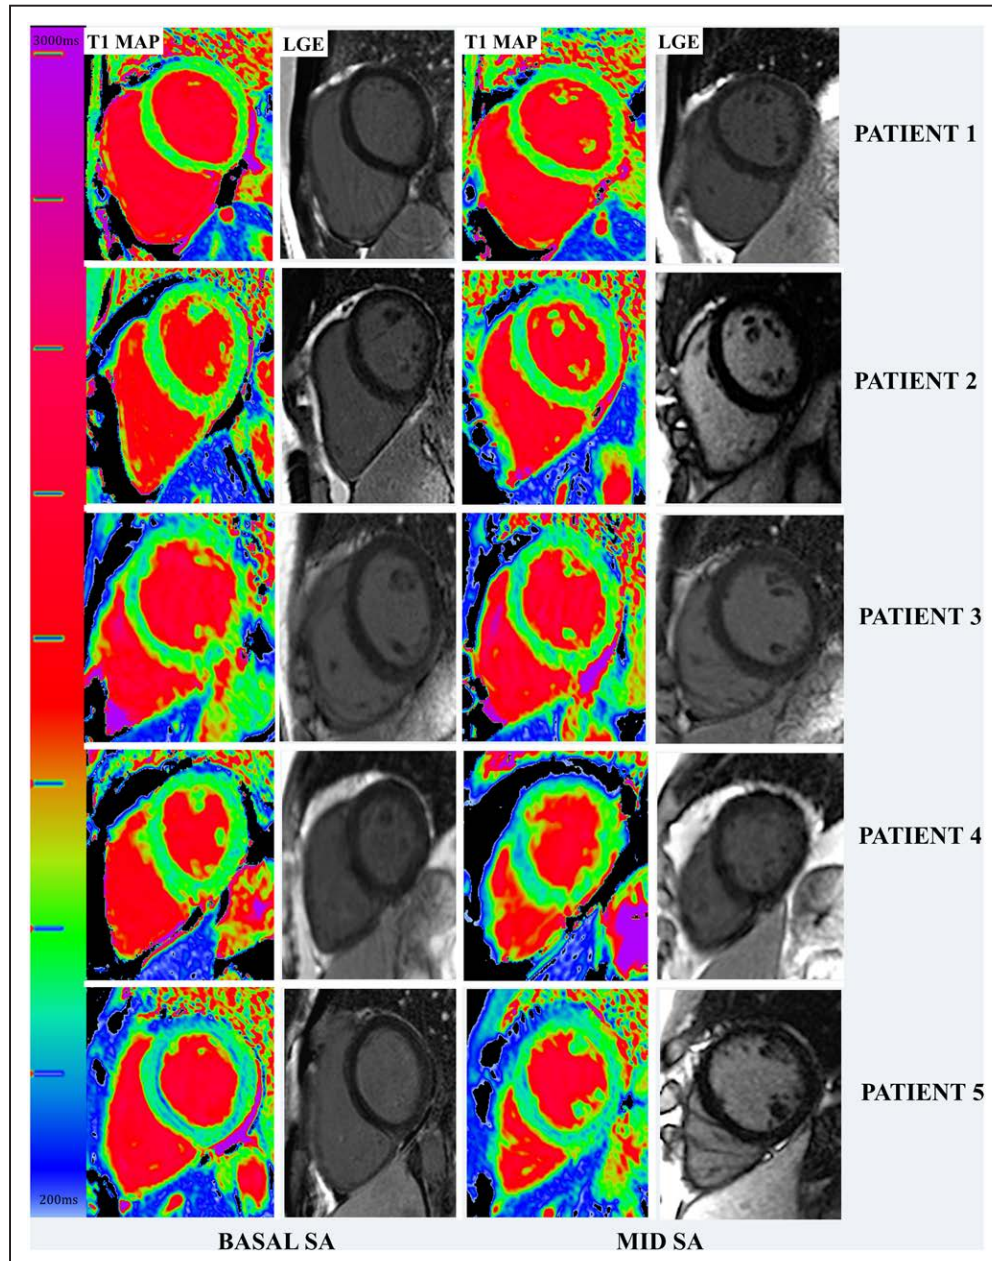 3000ms T1 MAP LGE T1 MAP LGE
PATIENT 1
PATIENT 2
PATIENT 3
PATIENT 4
PATIENT 5
200ms
BASAL SA MID SA